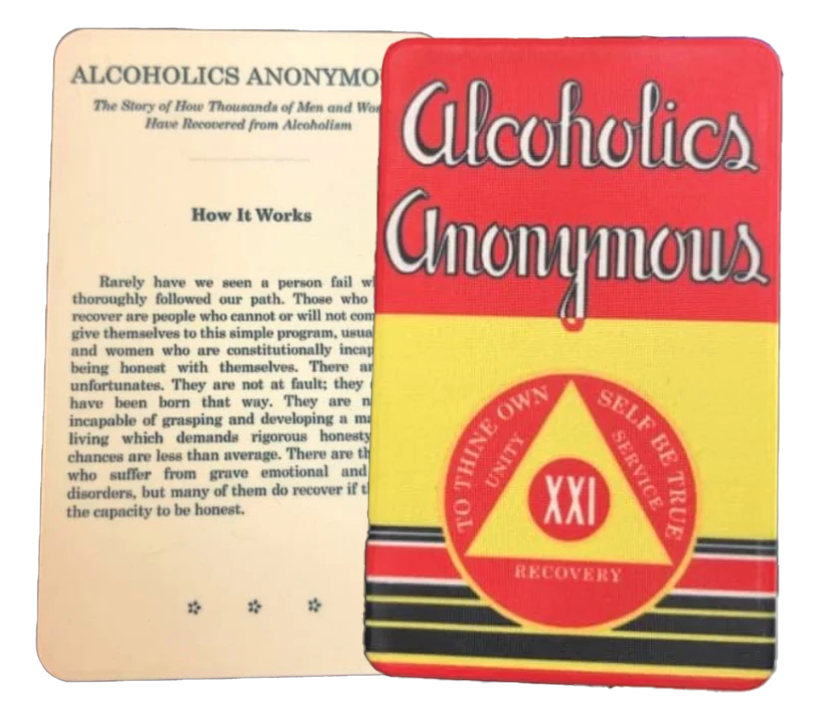 ALCOHOLICS ANONYMO
The Story of How Thousands of Men and Wo
Have Recovered from Alcoholism
How It Works
Rarely have we seen a person fail w
thoroughly followed our path. Those who
recover are people who cannot or will not com
give themselves to this simple program, usua
and women who are constitutionally incap
being honest with themselves. There ar
unfortunates. They are not at fault; they
have been born that way. They are n
incapable of grasping and developing a m
living which demands rigorous honesty
chances are less than average. There are th
who suffer from grave emotional and
disorders, but many of them do recover if t
the capacity to be honest.
Alcoholics
Anonymous
TO THINE OWN SELF BE TRUE
UNITY
SERVICE
XXI
RECOVERY